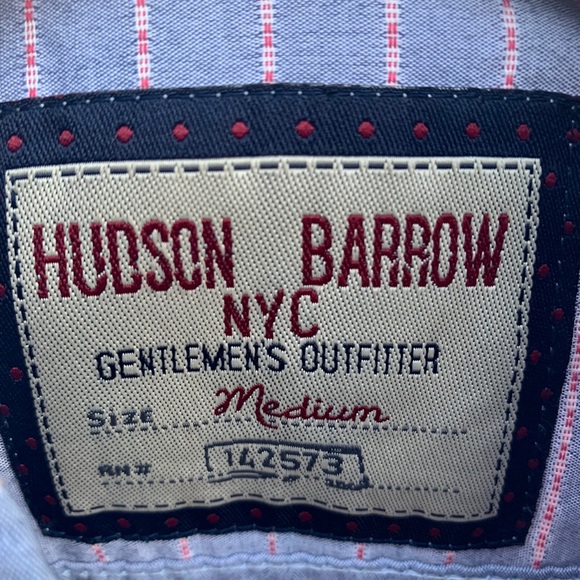 HUDSON BARROW
NYC
GENTLEMEN'S OUTFITTER
SIZE Medium
RN# 142573